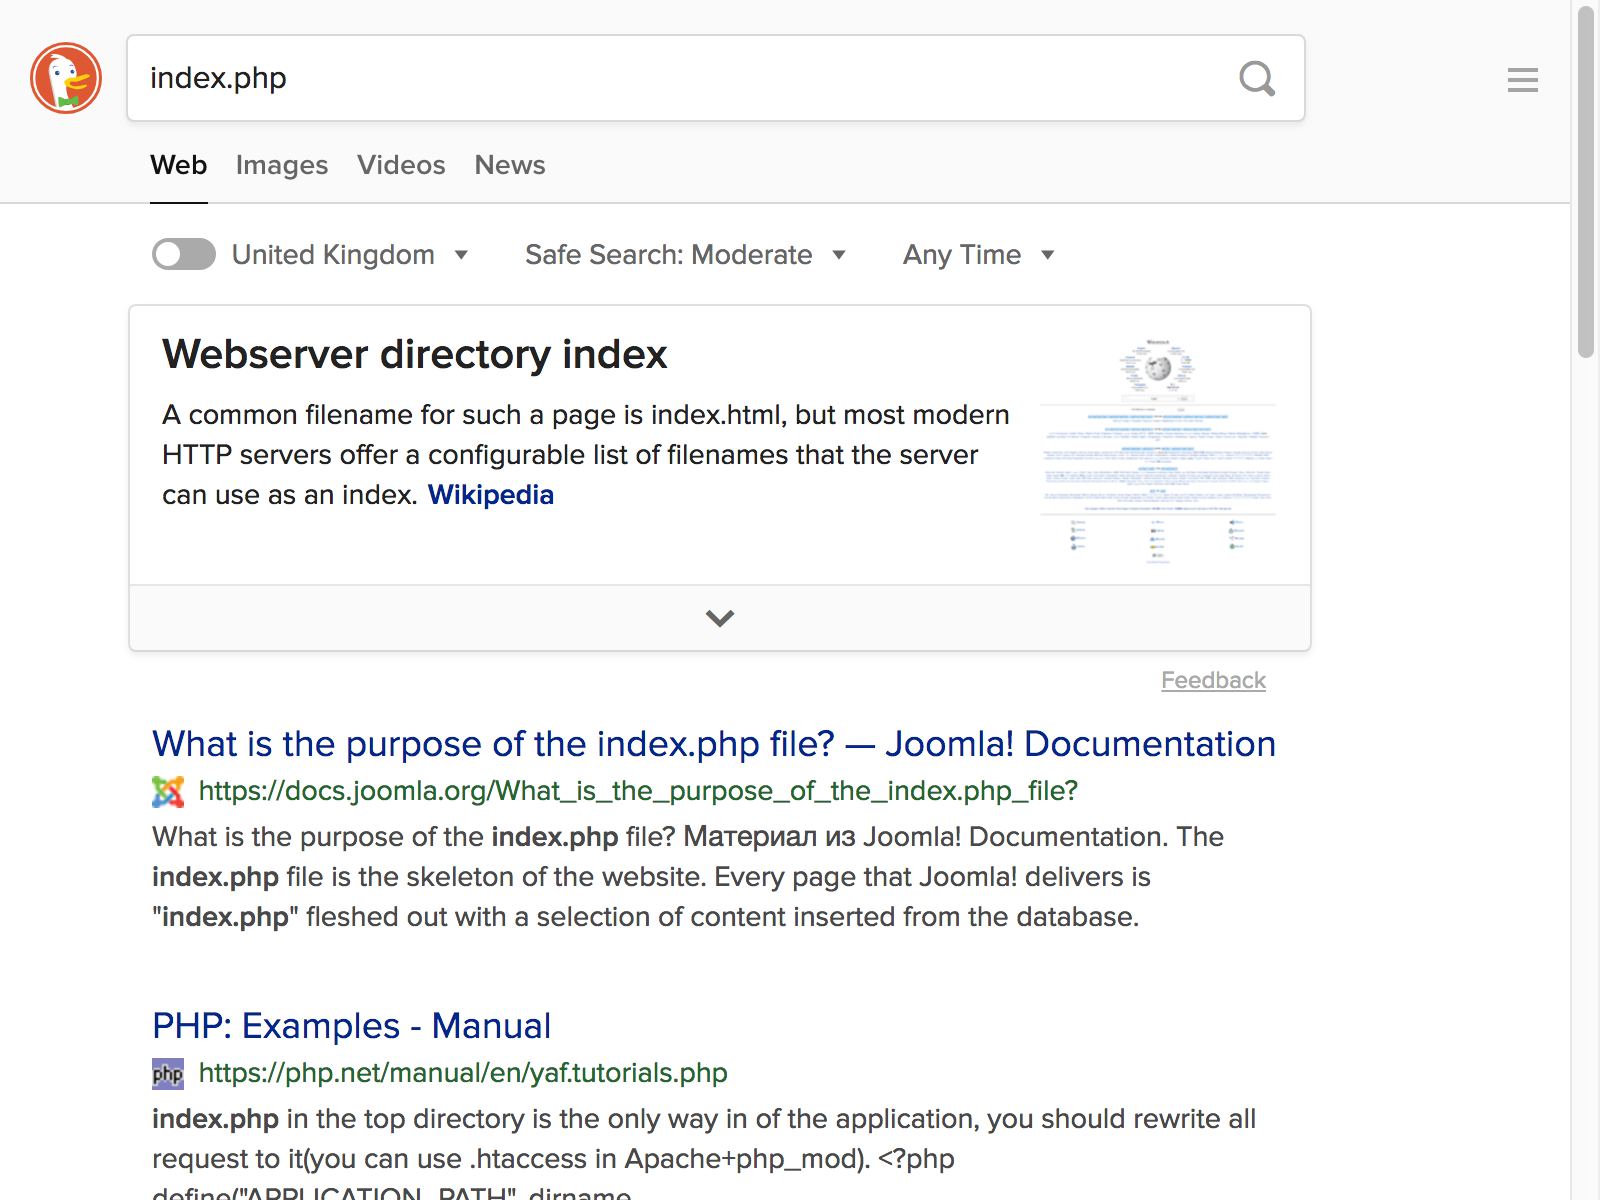 index.php
Web Images Videos News
United Kingdom Safe Search: Moderate Any Time
Webserver directory index
A common filename for such a page is index.html, but most modern
HTTP servers offer a configurable list of filenames that the server
can use as an index. Wikipedia
Feedback
What is the purpose of the index.php file? — Joomla! Documentation
https://docs.joomla.org/What_is_the_purpose_of_the_index.php_file?
What is the purpose of the index.php file? Материал из Joomla! Documentation. The
index.php file is the skeleton of the website. Every page that Joomla! delivers is
"index.php" fleshed out with a selection of content inserted from the database.
PHP: Examples - Manual
php https://php.net/manual/en/yaf.tutorials.php
index.php in the top directory is the only way in of the application, you should rewrite all
request to it(you can use .htaccess in Apache+php_mod). <?php
define("APPLICATION_PATH", dirname